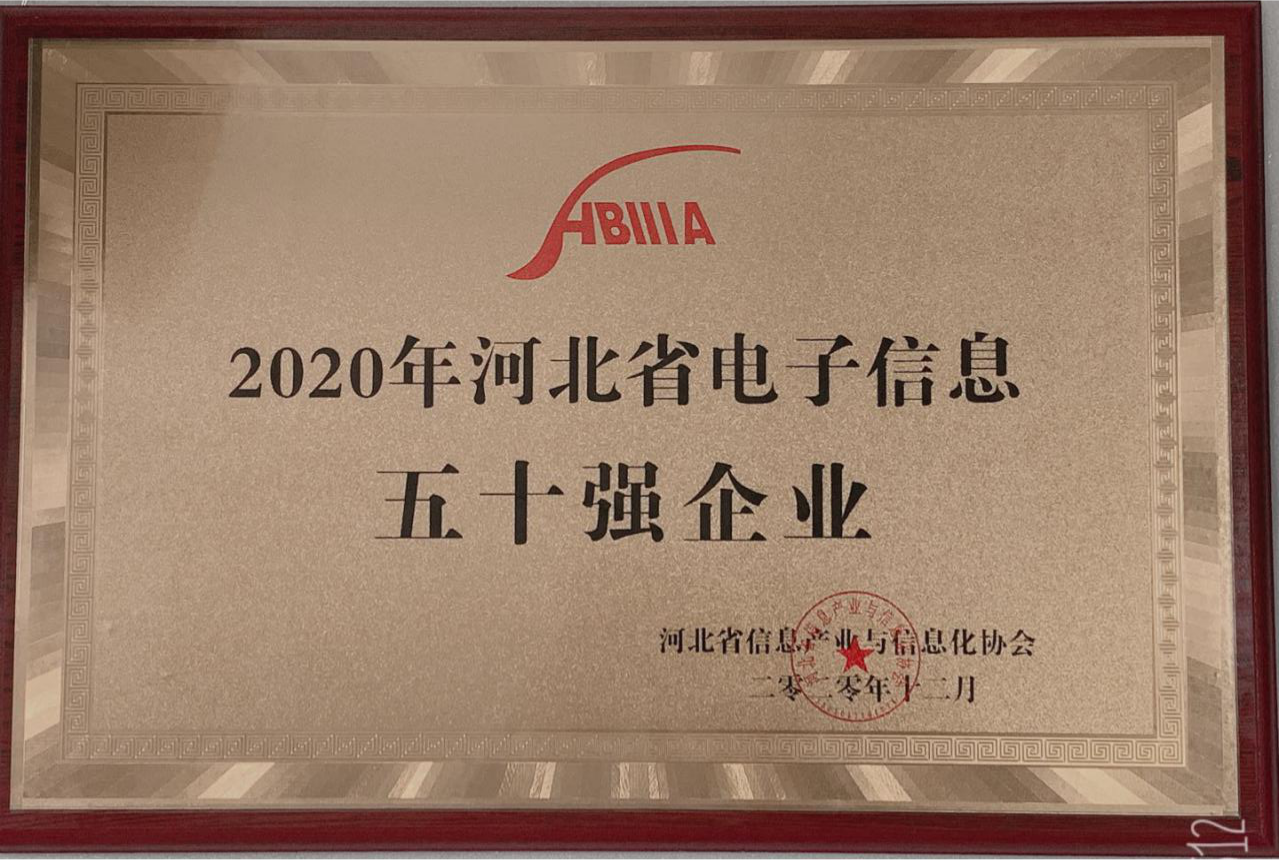 HBIIIA
2020年河北省电子信息
五十强企业
河北省信息产业与信息化协会
二零二零年十二月
12